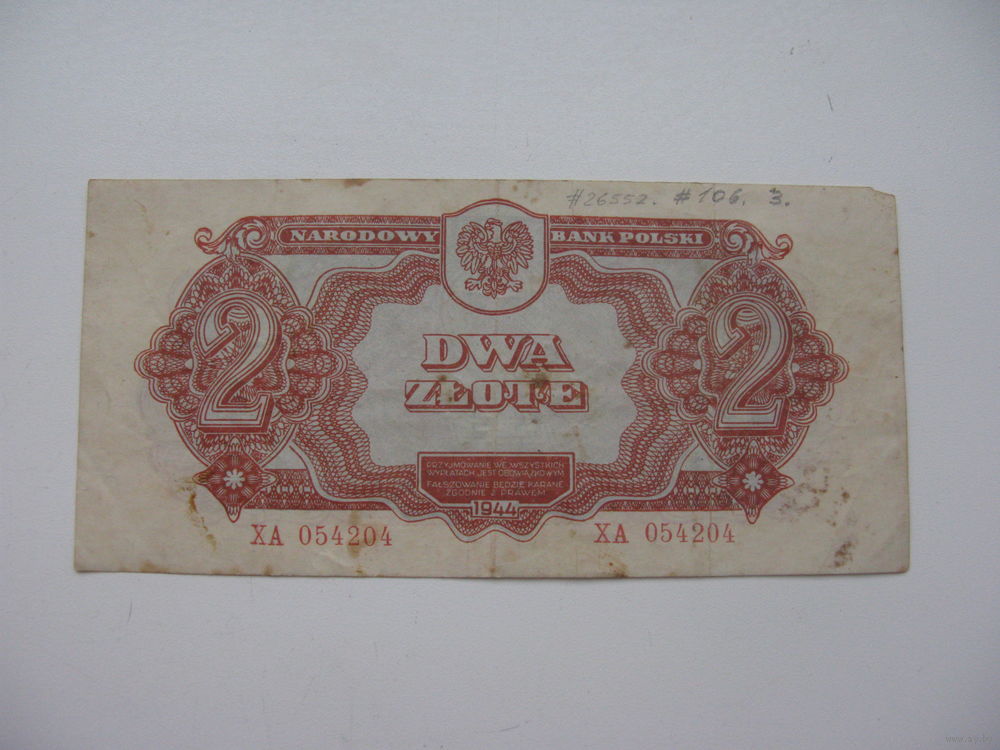 #26552. #106. 3.
NARODOWY BANK POLSKI
2 2
DWA
ZŁOTE
PRZYJMOWANIE WE WSZYSTKICH
WYPŁATACH JEST OBOWIĄZKOWYM
FAŁSZOWANIE BĘDZIE KARANE
ZGODNIE Z PRAWEM
1944
XA 054204 XA 054204